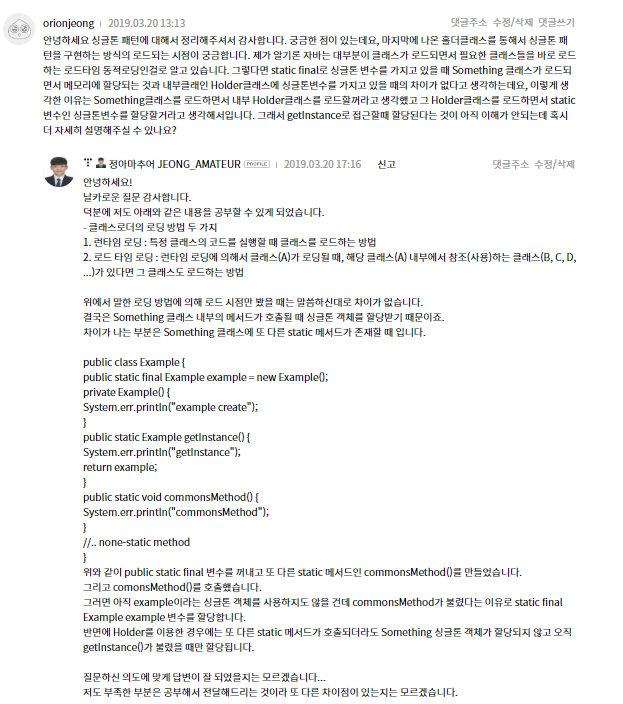 orionjeong 2019.03.20 13:13 댓글주소 수정/삭제 댓글쓰기
안녕하세요 싱글톤 패턴에 대해서 정리해주셔서 감사합니다. 궁금한 점이 있는데요, 마지막에 나온 홀더클래스를 통해서 싱글톤 패
턴을 구현하는 방식의 로드되는 시점이 궁금합니다. 제가 알기론 자바는 대부분이 클래스가 로드되면서 필요한 클래스들을 바로 로드
하는 로드타임 동적로딩인걸로 알고 있습니다. 그렇다면 static final로 싱글톤 변수를 가지고 있을 때 Something 클래스가 로드되
면서 메모리에 할당되는 것과 내부클래인 Holder클래스에 싱글톤변수를 가지고 있을 때의 차이가 없다고 생각하는데요, 이렇게 생
각한 이유는 Something클래스를 로드하면서 내부 Holder클래스를 로드할꺼라고 생각했고 그 Holder클래스를 로드하면서 static
변수인 싱글톤변수를 할당할거라고 생각해서입니다. 그래서 getInstance로 접근할때 할당된다는 것이 아직 이해가 안되는데 혹시
더 자세히 설명해주실 수 있나요?
정아마추어 JEONG_AMATEUR PROFILE 2019.03.20 17:16 신고 댓글주소 수정/삭제
안녕하세요!
날카로운 질문 감사합니다.
덕분에 저도 아래와 같은 내용을 공부할 수 있게 되었습니다.
- 클래스로더의 로딩 방법 두 가지
1. 런타임 로딩 : 특정 클래스의 코드를 실행할 때 클래스를 로드하는 방법
2. 로드 타임 로딩 : 런타임 로딩에 의해서 클래스(A)가 로딩될 때, 해당 클래스(A) 내부에서 참조(사용)하는 클래스(B, C, D,
...)가 있다면 그 클래스도 로드하는 방법
위에서 말한 로딩 방법에 의해 로드 시점만 봤을 때는 말씀하신대로 차이가 없습니다.
결국은 Something 클래스 내부의 메서드가 호출될 때 싱글톤 객체를 할당받기 때문이죠.
차이가 나는 부분은 Something 클래스에 또 다른 static 메서드가 존재할 때 입니다.
public class Example {
public static final Example example = new Example();
private Example() {
System.err.println("example create");
}
public static Example getInstance() {
System.err.println("getInstance");
return example;
}
public static void commonsMethod() {
System.err.println("commonsMethod");
}
//.. none-static method
}
위와 같이 public static final 변수를 꺼내고 또 다른 static 메서드인 commonsMethod()를 만들었습니다.
그리고 comonsMethod()를 호출했습니다.
그러면 아직 example이라는 싱글톤 객체를 사용하지도 않을 건데 commonsMethod가 불렸다는 이유로 static final
Example example 변수를 할당합니다.
반면에 Holder를 이용한 경우에는 또 다른 static 메서드가 호출되더라도 Something 싱글톤 객체가 할당되지 않고 오직
getInstance()가 불렸을 때만 할당됩니다.
질문하신 의도에 맞게 답변이 잘 되었을지는 모르겠습니다...
저도 부족한 부분은 공부해서 전달해드리는 것이라 또 다른 차이점이 있는지는 모르겠습니다.